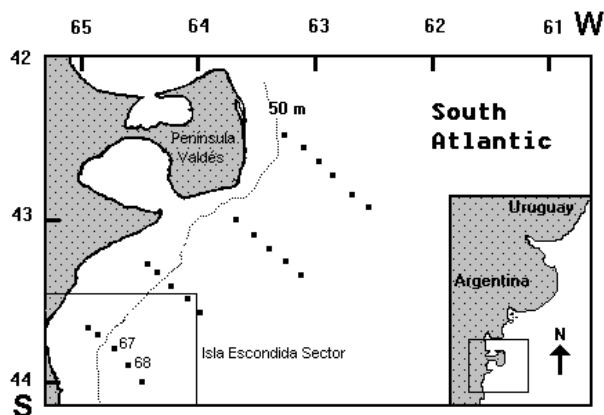 65 64 63 62 61 W
42
50 m
South
Atlantic
Península
Valdés
43
Uruguay
Argentina
67
Isla Escondida Sector
68
N
44
S